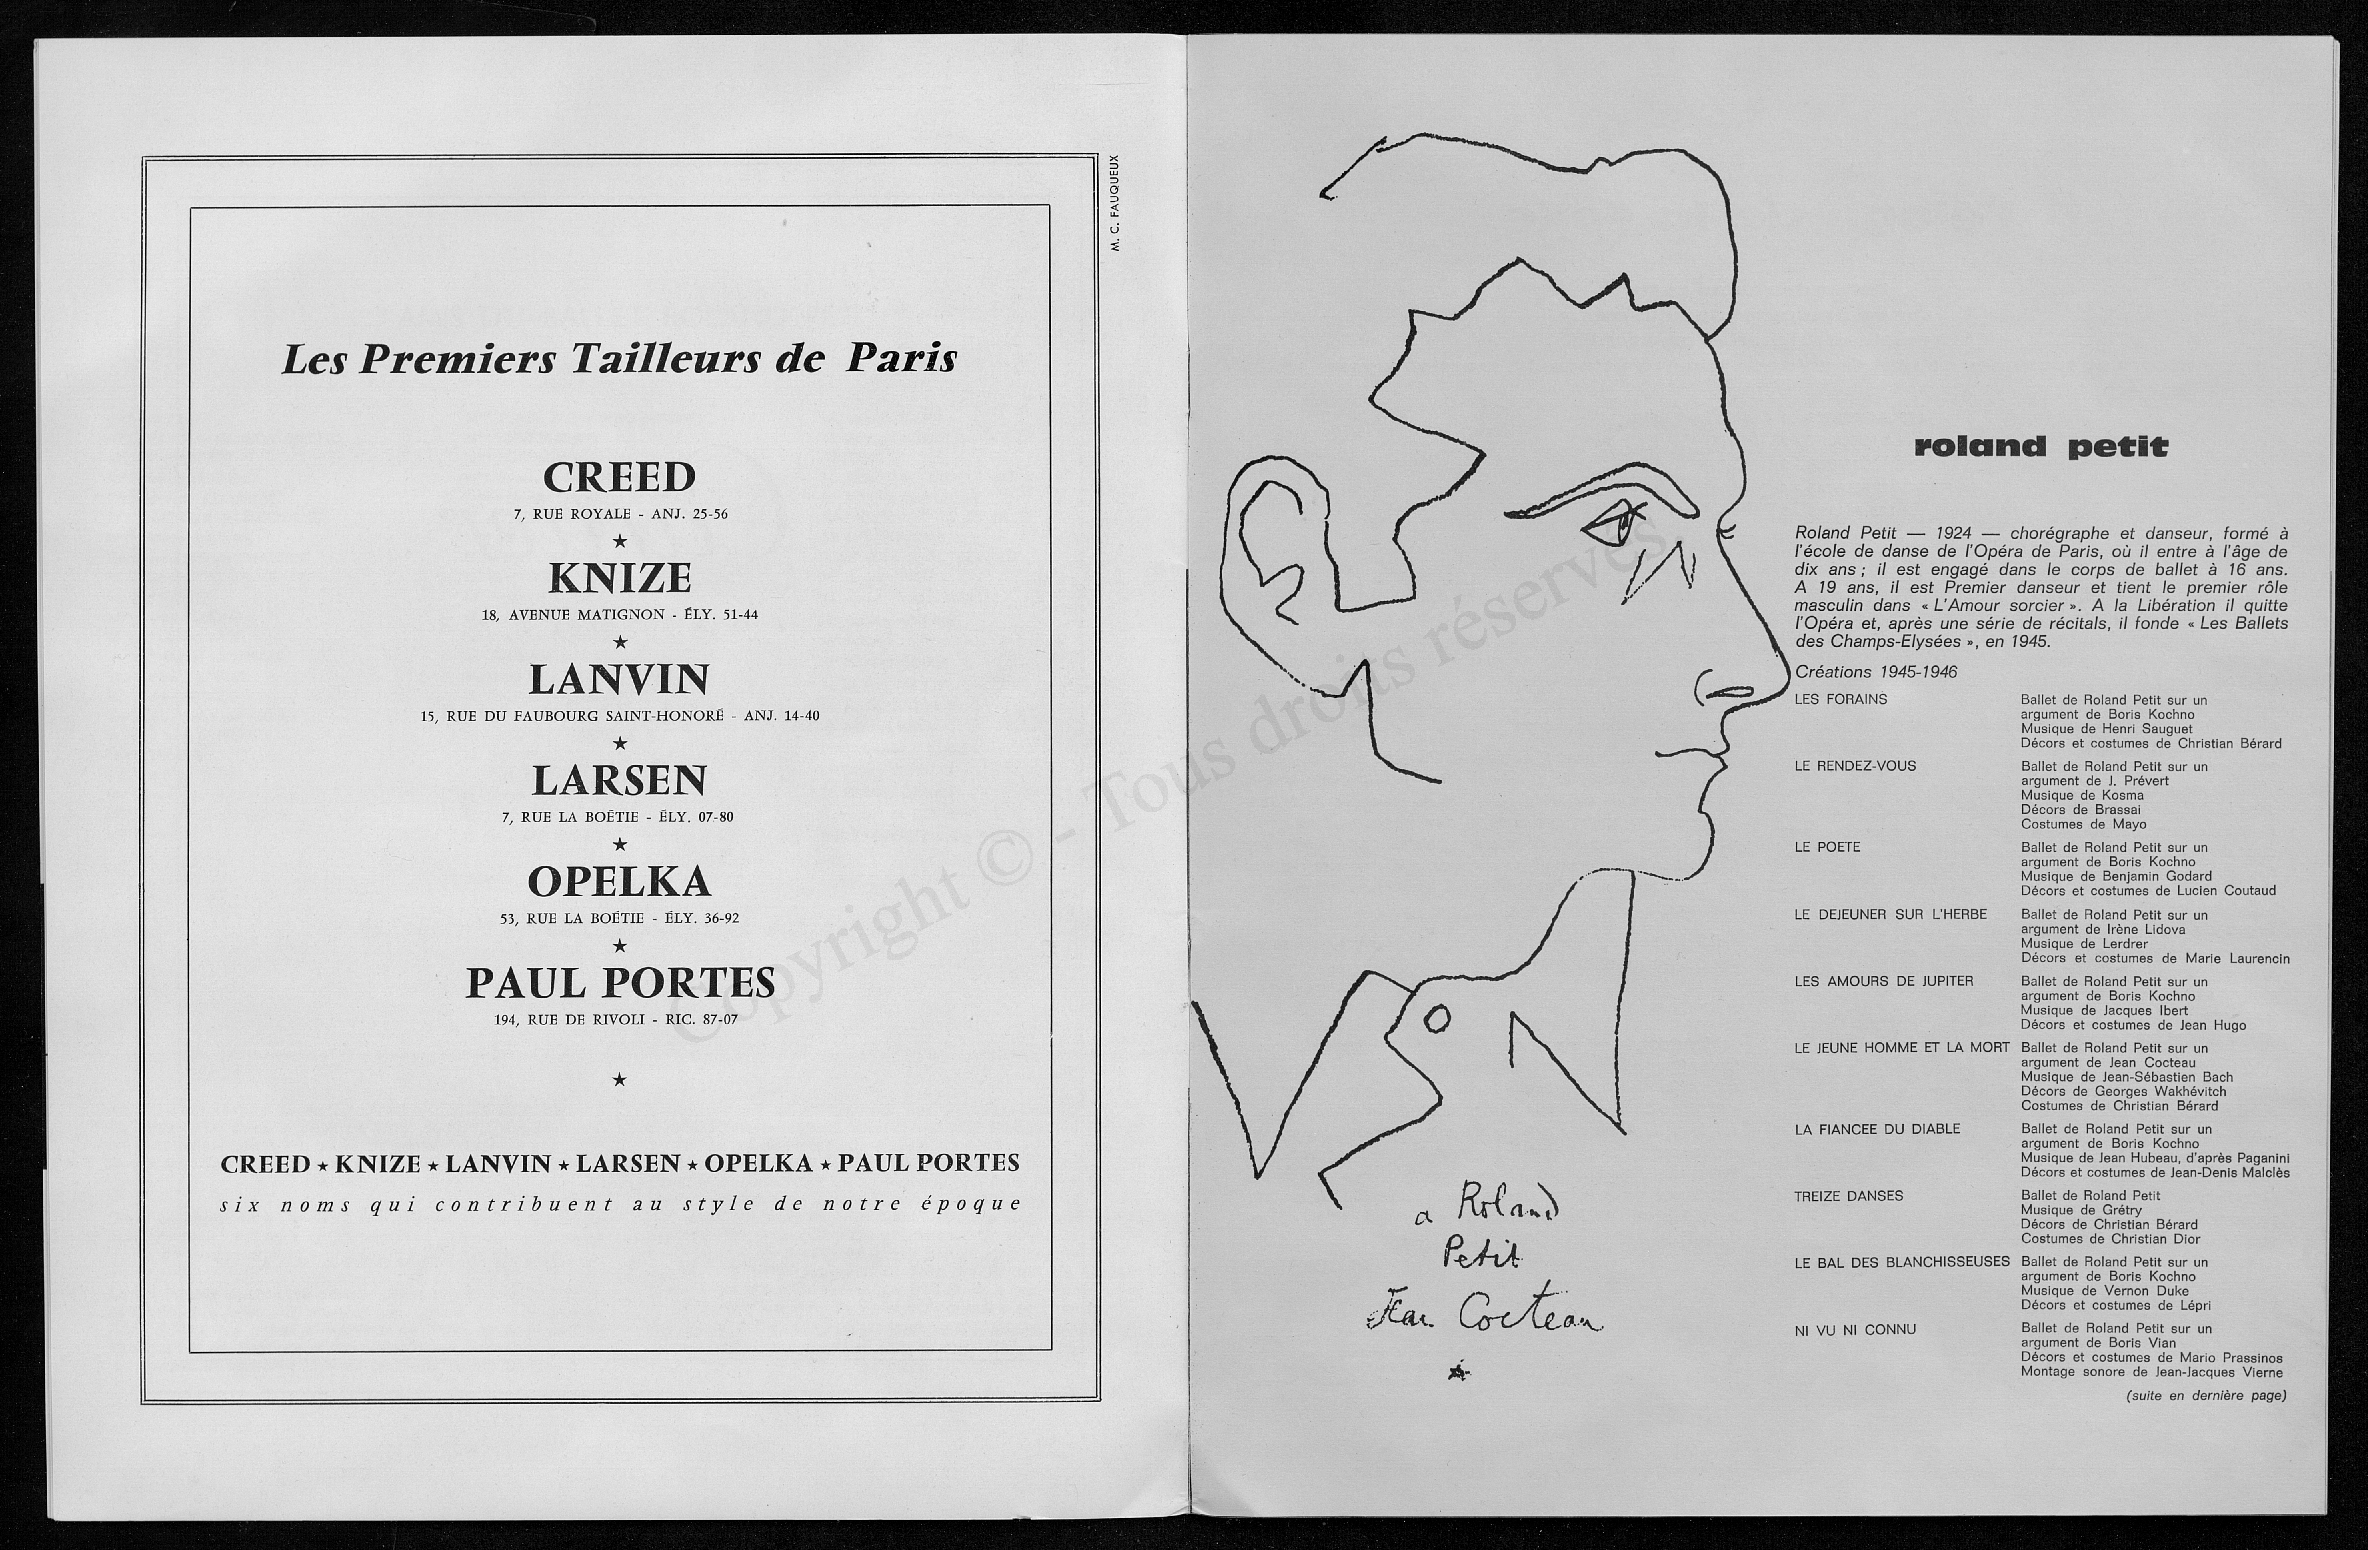 M. C. FAUQUEUX
Les Premiers Tailleurs de Paris
CREED
7, RUE ROYALE - ANJ. 25-56
★
KNIZE
18, AVENUE MATIGNON - ÉLY. 51-44
★
LANVIN
15, RUE DU FAUBOURG SAINT-HONORÉ - ANJ. 14-40
★
LARSEN
7, RUE LA BOÉTIE - ÉLY. 07-80
★
OPELKA
53, RUE LA BOÉTIE - ÉLY. 36-92
★
PAUL PORTES
194, RUE DE RIVOLI - RIC. 87-07
★
CREED ★ KNIZE ★ LANVIN ★ LARSEN ★ OPELKA ★ PAUL PORTES
six noms qui contribuent au style de notre époque
Copyright © - Tous droits réservés
a Roland
Petit
Jean Cocteau
★
roland petit
Roland Petit — 1924 — chorégraphe et danseur, formé à
l'école de danse de l'Opéra de Paris, où il entre à l'âge de
dix ans ; il est engagé dans le corps de ballet à 16 ans.
A 19 ans, il est Premier danseur et tient le premier rôle
masculin dans « L'Amour sorcier ». A la Libération il quitte
l'Opéra et, après une série de récitals, il fonde « Les Ballets
des Champs-Elysées », en 1945.
Créations 1945-1946
LES FORAINS Ballet de Roland Petit sur un
argument de Boris Kochno
Musique de Henri Sauguet
Décors et costumes de Christian Bérard
LE RENDEZ-VOUS Ballet de Roland Petit sur un
argument de J. Prévert
Musique de Kosma
Décors de Brassai
Costumes de Mayo
LE POETE Ballet de Roland Petit sur un
argument de Boris Kochno
Musique de Benjamin Godard
Décors et costumes de Lucien Coutaud
LE DEJEUNER SUR L'HERBE Ballet de Roland Petit sur un
argument de Irène Lidova
Musique de Lerdrer
Décors et costumes de Marie Laurencin
LES AMOURS DE JUPITER Ballet de Roland Petit sur un
argument de Boris Kochno
Musique de Jacques Ibert
Décors et costumes de Jean Hugo
LE JEUNE HOMME ET LA MORT Ballet de Roland Petit sur un
argument de Jean Cocteau
Musique de Jean-Sébastien Bach
Décors de Georges Wakhévitch
Costumes de Christian Bérard
LA FIANCEE DU DIABLE Ballet de Roland Petit sur un
argument de Boris Kochno
Musique de Jean Hubeau, d'après Paganini
Décors et costumes de Jean-Denis Malclès
TREIZE DANSES Ballet de Roland Petit
Musique de Grétry
Décors de Christian Bérard
Costumes de Christian Dior
LE BAL DES BLANCHISSEUSES Ballet de Roland Petit sur un
argument de Boris Kochno
Musique de Vernon Duke
Décors et costumes de Lépri
NI VU NI CONNU Ballet de Roland Petit sur un
argument de Boris Vian
Décors et costumes de Mario Prassinos
Montage sonore de Jean-Jacques Vierne
(suite en dernière page)